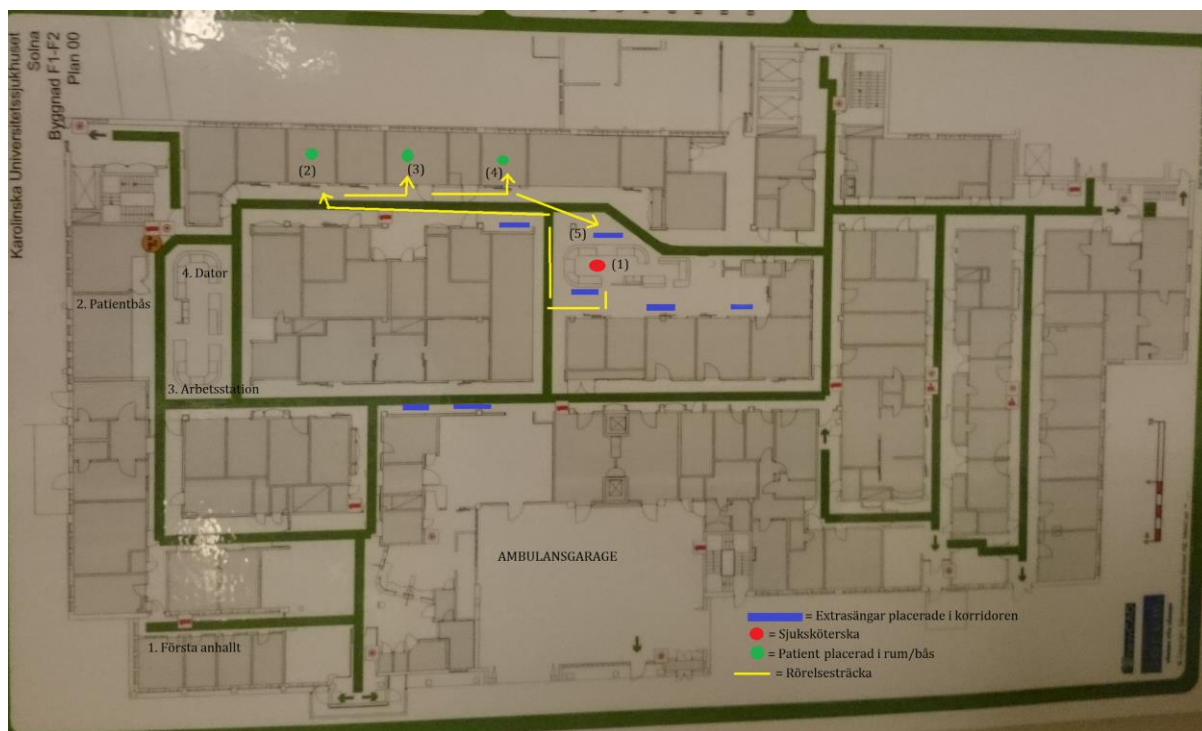 Karolinska Universitetssjukhuset
Solna
Byggnad F1-F2
Plan 00
(2)
(3)
(4)
(5)
(1)
4. Dator
2. Patientbås
3. Arbetsstation
AMBULANSGARAGE
1. Första anhallt
= Extrasängar placerade i korridoren
= Sjuksköterska
= Patient placerad i rum/bås
= Rörelsesträcka